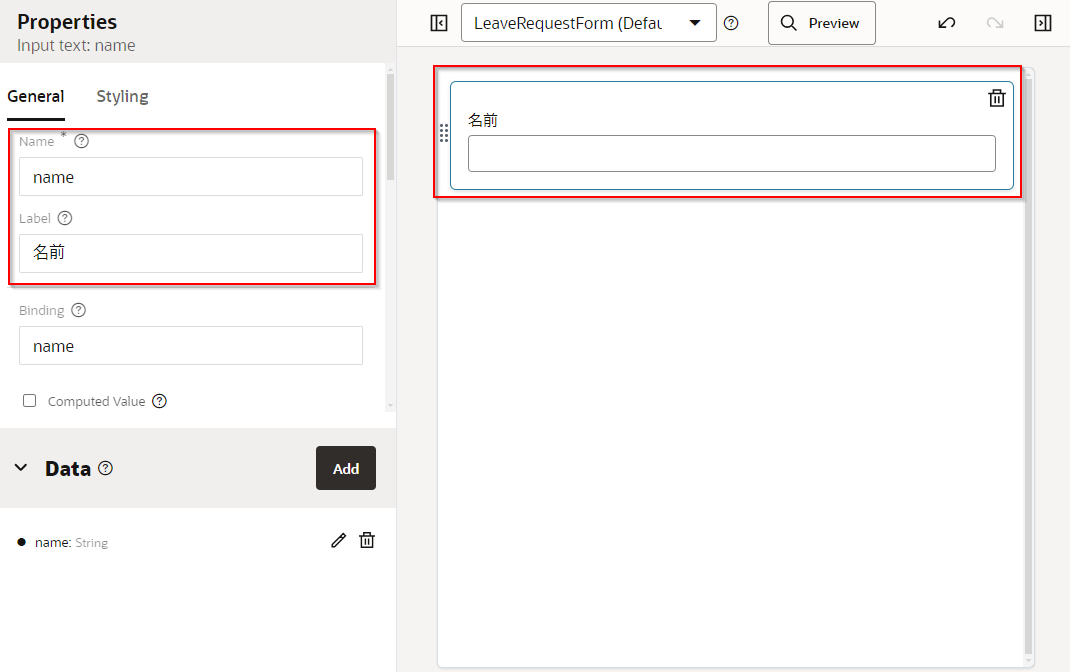 Properties
Input text: name
General
Styling
Name *
name
Label
名前
Binding
name
Computed Value
Data
Add
name: String
LeaveRequestForm (Defau
Preview
名前